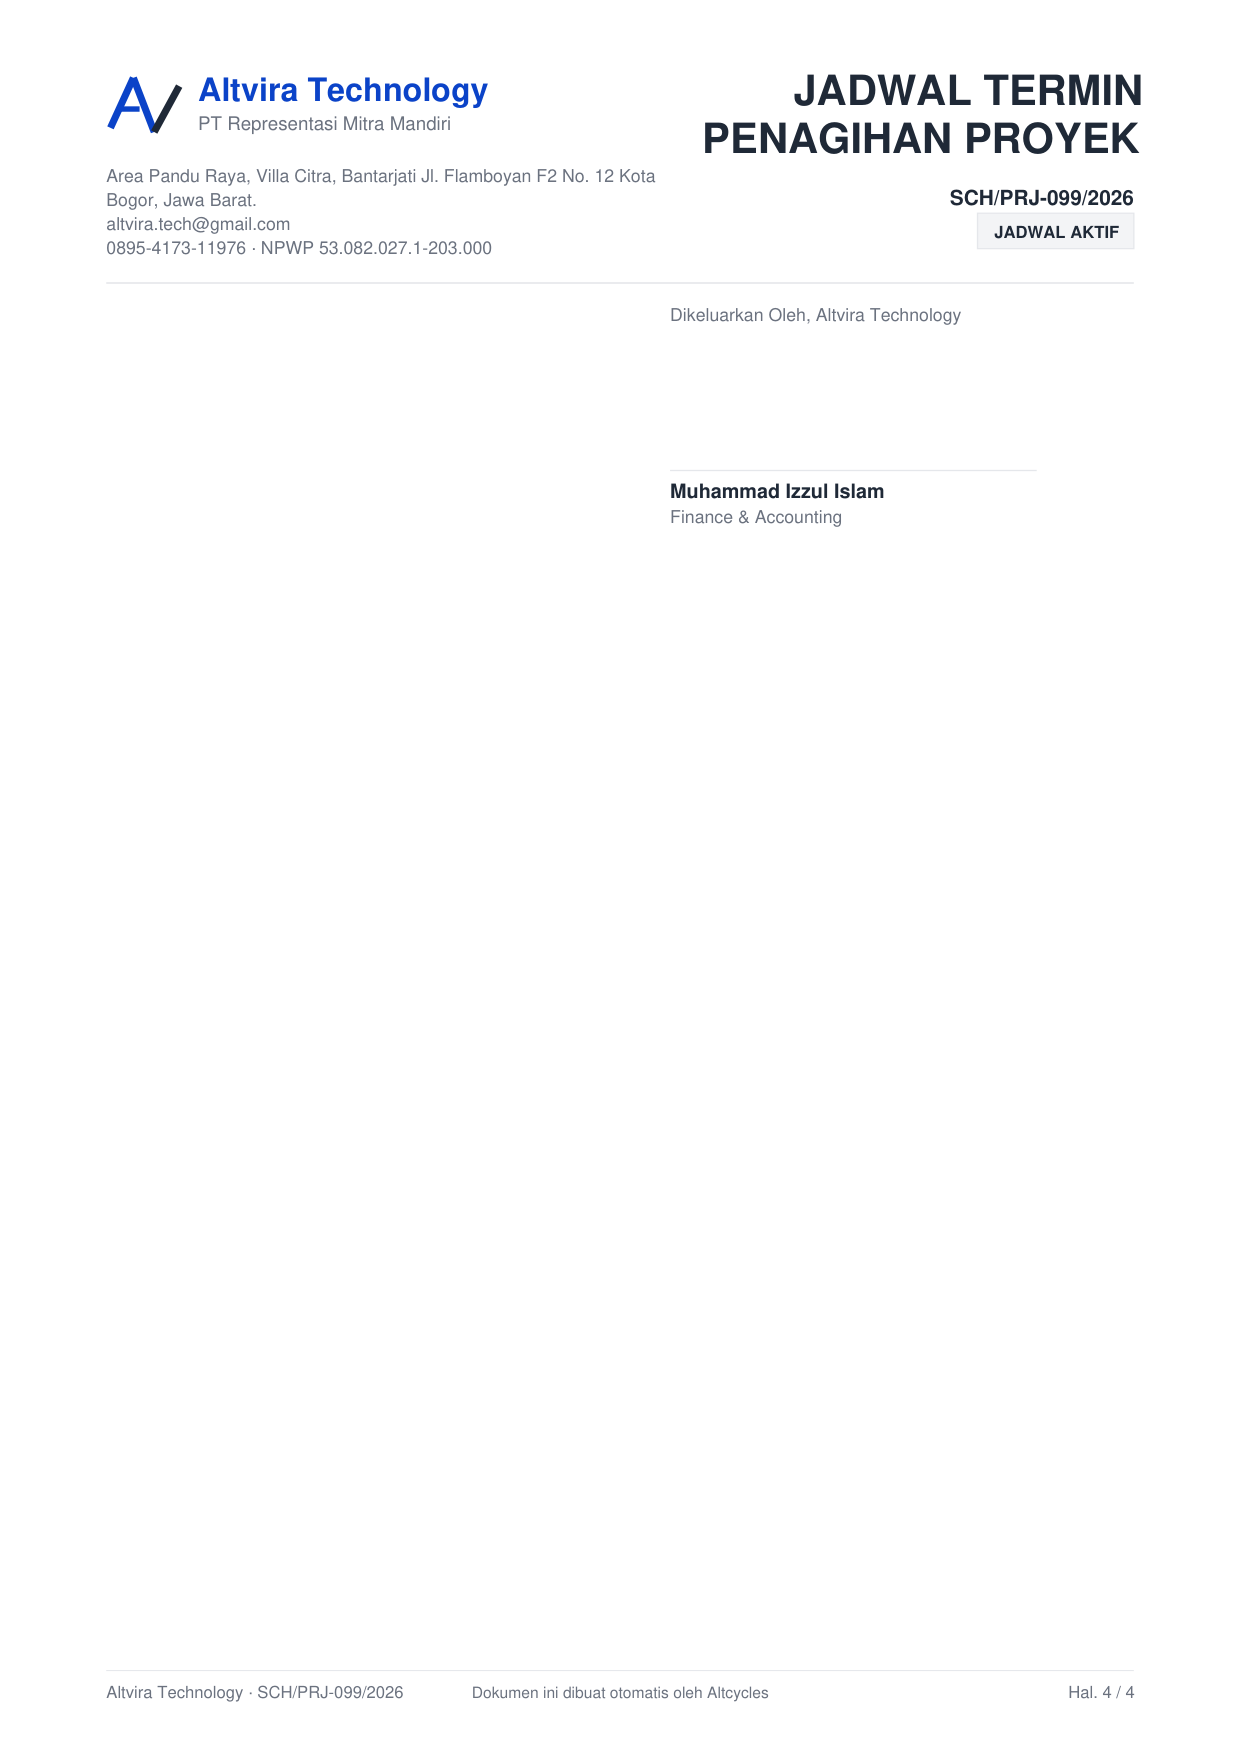 Altvira Technology
PT Representasi Mitra Mandiri
Area Pandu Raya, Villa Citra, Bantarjati Jl. Flamboyan F2 No. 12 Kota
Bogor, Jawa Barat.
altvira.tech@gmail.com
0895-4173-11976 · NPWP 53.082.027.1-203.000
JADWAL TERMIN
PENAGIHAN PROYEK
SCH/PRJ-099/2026
JADWAL AKTIF
Dikeluarkan Oleh, Altvira Technology
Muhammad Izzul Islam
Finance & Accounting
Altvira Technology · SCH/PRJ-099/2026
Dokumen ini dibuat otomatis oleh Altcycles
Hal. 4 / 4